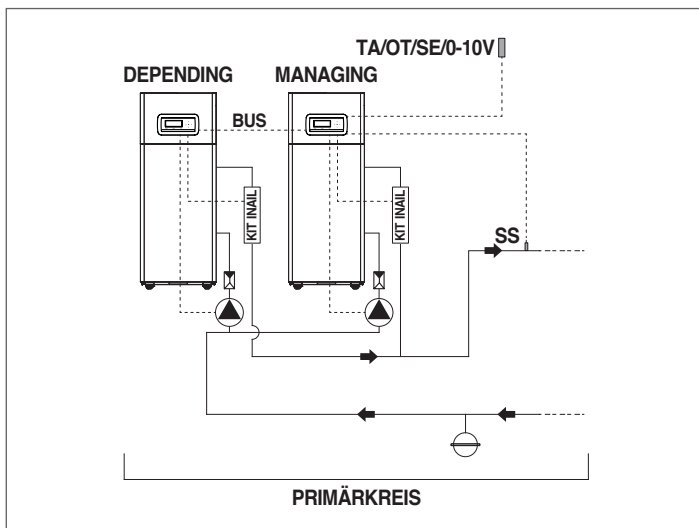 TA/OT/SE/0-10V
DEPENDING
MANAGING
BUS
KIT INAIL
KIT INAIL
SS
PRIMÄRKREIS